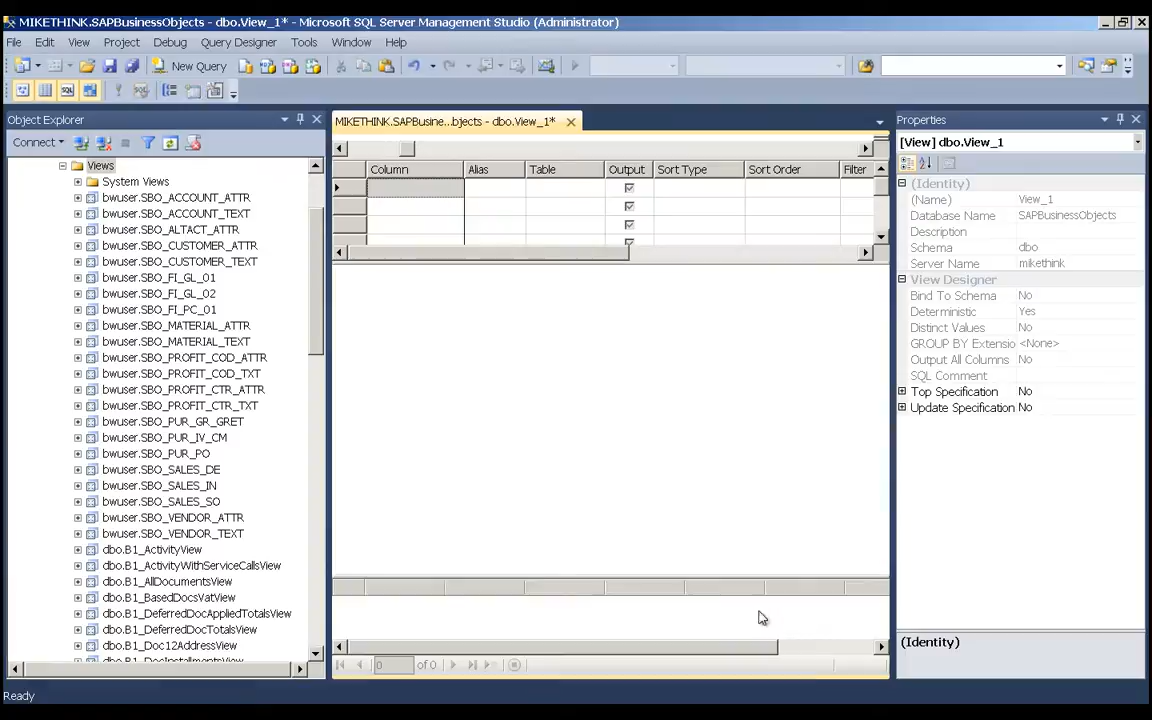 MIKETHINK.SAPBusinessObjects - dbo.View_1* - Microsoft SQL Server Management Studio (Administrator)
File Edit View Project Debug Query Designer Tools Window Help
New Query
Object Explorer
Connect
Views
System Views
bwuser.SBO_ACCOUNT_ATTR
bwuser.SBO_ACCOUNT_TEXT
bwuser.SBO_ALTACT_ATTR
bwuser.SBO_CUSTOMER_ATTR
bwuser.SBO_CUSTOMER_TEXT
bwuser.SBO_FI_GL_01
bwuser.SBO_FI_GL_02
bwuser.SBO_FI_PC_01
bwuser.SBO_MATERIAL_ATTR
bwuser.SBO_MATERIAL_TEXT
bwuser.SBO_PROFIT_COD_ATTR
bwuser.SBO_PROFIT_COD_TXT
bwuser.SBO_PROFIT_CTR_ATTR
bwuser.SBO_PROFIT_CTR_TXT
bwuser.SBO_PUR_GR_GRET
bwuser.SBO_PUR_IV_CM
bwuser.SBO_PUR_PO
bwuser.SBO_SALES_DE
bwuser.SBO_SALES_IN
bwuser.SBO_SALES_SO
bwuser.SBO_VENDOR_ATTR
bwuser.SBO_VENDOR_TEXT
dbo.B1_ActivityView
dbo.B1_ActivityWithServiceCallsView
dbo.B1_AllDocumentsView
dbo.B1_BasedDocsVatView
dbo.B1_DeferredDocAppliedTotalsView
dbo.B1_DeferredDocTotalsView
dbo.B1_Doc12AddressView
dbo.B1_DocInstallmentsView
MIKETHINK.SAPBusine...bjects - dbo.View_1*
Column Alias Table Output Sort Type Sort Order Filter
0 of 0
Properties
[View] dbo.View_1
(Identity)
(Name) View_1
Database Name SAPBusinessObjects
Description
Schema dbo
Server Name mikethink
View Designer
Bind To Schema No
Deterministic Yes
Distinct Values No
GROUP BY Extensio <None>
Output All Columns No
SQL Comment
Top Specification No
Update Specification No
(Identity)
Ready